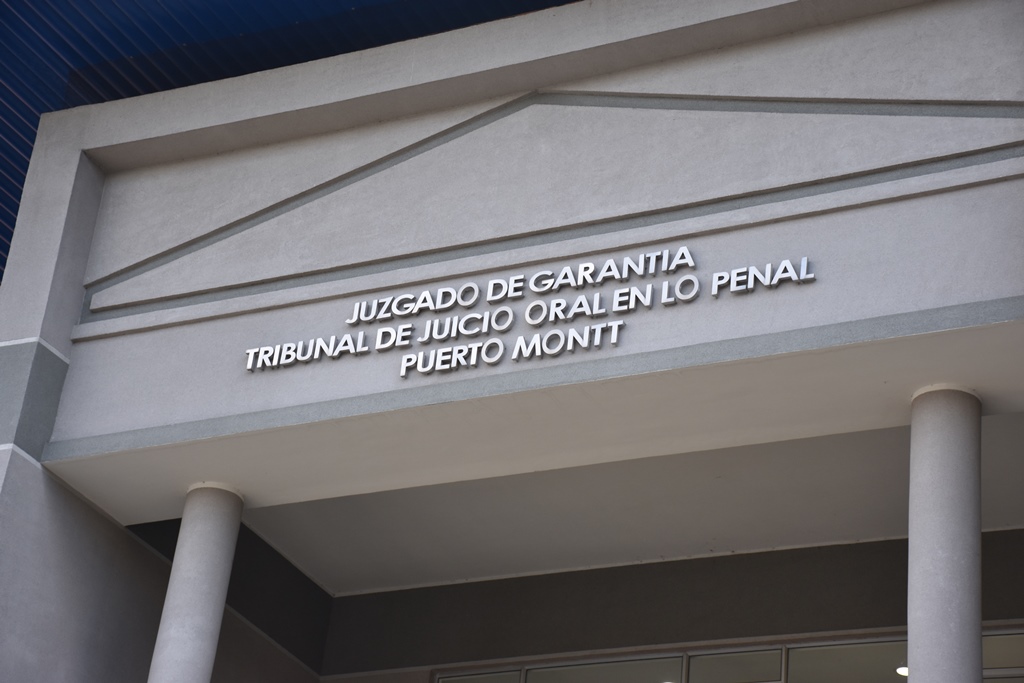 JUZGADO DE GARANTIA
TRIBUNAL DE JUICIO ORAL EN LO PENAL
PUERTO MONTT